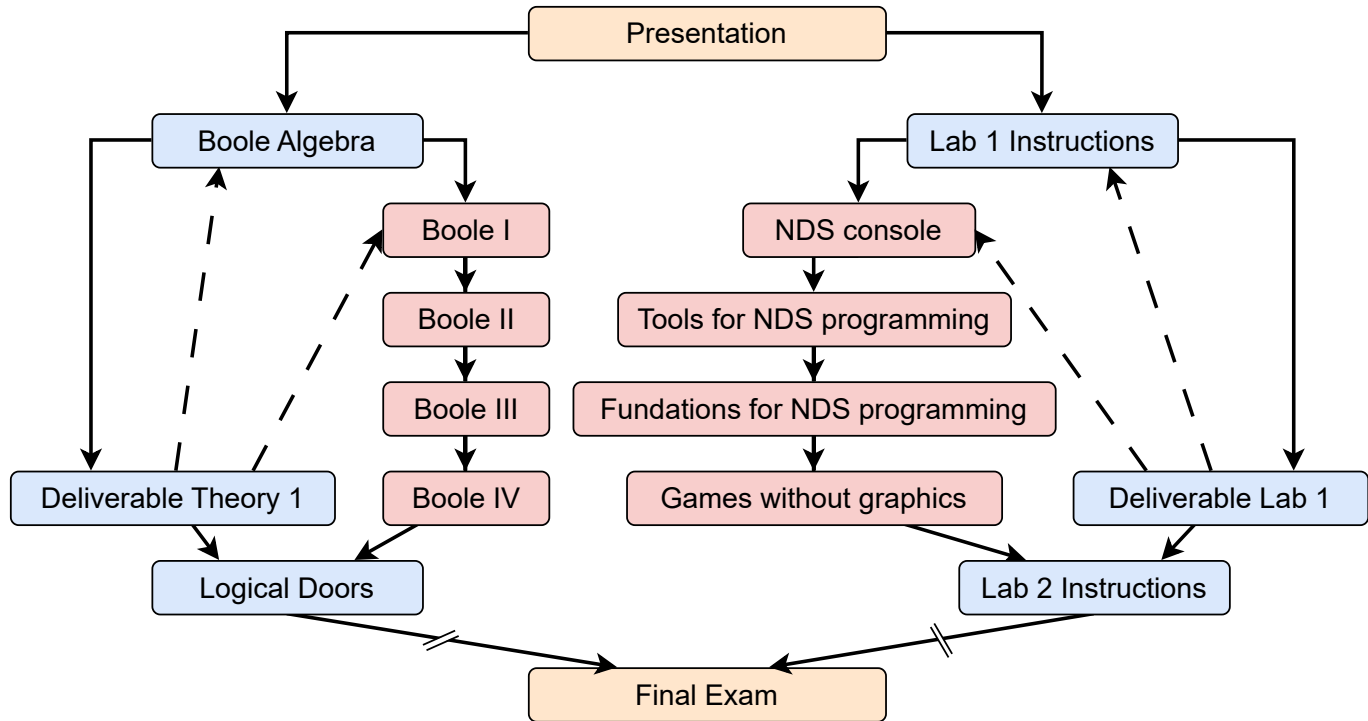 Presentation
Boole Algebra
Lab 1 Instructions
Boole I
NDS console
Boole II
Tools for NDS programming
Boole III
Fundations for NDS programming
Deliverable Theory 1
Boole IV
Games without graphics
Deliverable Lab 1
Logical Doors
Lab 2 Instructions
Final Exam